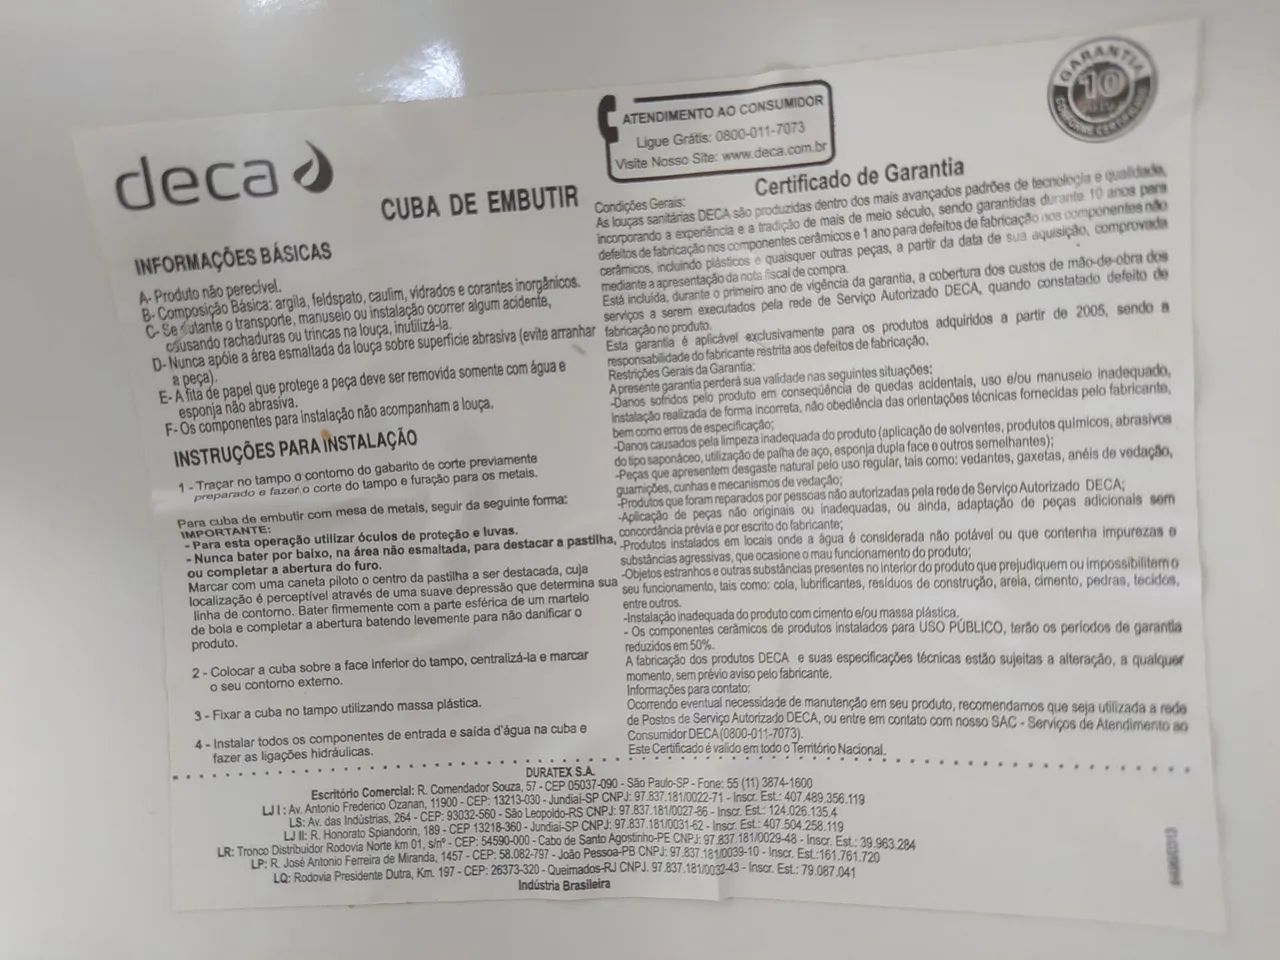 deca
CUBA DE EMBUTIR
INFORMAÇÕES BÁSICAS
A- Produto não perecível.
B- Composição Básica: argila, feldspato, caulim, vidrados e corantes inorgânicos.
C- Se durante o transporte, manuseio ou instalação ocorrer algum acidente,
causando rachaduras ou trincas na louça, inutilizá-la.
D- Nunca apóie a área esmaltada da louça sobre superfície abrasiva (evite arranhar
a peça).
E- A fita de papel que protege a peça deve ser removida somente com água e
esponja não abrasiva.
F- Os componentes para instalação não acompanham a louça.
INSTRUÇÕES PARA INSTALAÇÃO
1 - Traçar no tampo o contorno do gabarito de corte previamente
preparado e fazer o corte do tampo e furação para os metais.
Para cuba de embutir com mesa de metais, seguir da seguinte forma:
IMPORTANTE:
- Para esta operação utilizar óculos de proteção e luvas.
- Nunca bater por baixo, na área não esmaltada, para destacar a pastilha,
ou completar a abertura do furo.
Marcar com uma caneta piloto o centro da pastilha a ser destacada, cuja
localização é perceptível através de uma suave depressão que determina sua
linha de contorno. Bater firmemente com a parte esférica de um martelo
de bola e completar a abertura batendo levemente para não danificar o
produto.
2 - Colocar a cuba sobre a face inferior do tampo, centralizá-la e marcar
o seu contorno externo.
3 - Fixar a cuba no tampo utilizando massa plástica.
4 - Instalar todos os componentes de entrada e saída d'água na cuba e
fazer as ligações hidráulicas.
ATENDIMENTO AO CONSUMIDOR
Ligue Grátis: 0800-011-7073
Visite Nosso Site: www.deca.com.br
GARANTIA
10
CONFORME CERTIFICADO
Certificado de Garantia
Condições Gerais:
As louças sanitárias DECA são produzidas dentro dos mais avançados padrões de tecnologia e qualidade,
incorporando a experiência e a tradição de mais de meio século, sendo garantidas durante 10 anos para
defeitos de fabricação nos componentes cerâmicos e 1 ano para defeitos de fabricação nos componentes não
cerâmicos, incluindo plásticos e quaisquer outras peças, a partir da data de sua aquisição, comprovada
mediante a apresentação da nota fiscal de compra.
Está incluída, durante o primeiro ano de vigência da garantia, a cobertura dos custos de mão-de-obra dos
serviços a serem executados pela rede de Serviço Autorizado DECA, quando constatado defeito de
fabricação no produto.
Esta garantia é aplicável exclusivamente para os produtos adquiridos a partir de 2005, sendo a
responsabilidade do fabricante restrita aos defeitos de fabricação.
Restrições Gerais da Garantia:
A presente garantia perderá sua validade nas seguintes situações:
-Danos sofridos pelo produto em conseqüência de quedas acidentais, uso e/ou manuseio inadequado,
instalação realizada de forma incorreta, não obediência das orientações técnicas fornecidas pelo fabricante,
bem como erros de especificação;
-Danos causados pela limpeza inadequada do produto (aplicação de solventes, produtos químicos, abrasivos
do tipo saponáceo, utilização de palha de aço, esponja dupla face e outros semelhantes);
-Peças que apresentem desgaste natural pelo uso regular, tais como: vedantes, gaxetas, anéis de vedação,
guarnições, cunhas e mecanismos de vedação;
-Produtos que foram reparados por pessoas não autorizadas pela rede de Serviço Autorizado DECA;
-Aplicação de peças não originais ou inadequadas, ou ainda, adaptação de peças adicionais sem
concordância prévia e por escrito do fabricante;
-Produtos instalados em locais onde a água é considerada não potável ou que contenha impurezas e
substâncias agressivas, que ocasione o mau funcionamento do produto;
-Objetos estranhos e outras substâncias presentes no interior do produto que prejudiquem ou impossibilitem o
seu funcionamento, tais como: cola, lubrificantes, resíduos de construção, areia, cimento, pedras, tecidos,
entre outros.
-Instalação inadequada do produto com cimento e/ou massa plástica.
- Os componentes cerâmicos de produtos instalados para USO PÚBLICO, terão os períodos de garantia
reduzidos em 50%.
A fabricação dos produtos DECA e suas especificações técnicas estão sujeitas a alteração, a qualquer
momento, sem prévio aviso pelo fabricante.
Informações para contato:
Ocorrendo eventual necessidade de manutenção em seu produto, recomendamos que seja utilizada a rede
de Postos de Serviço Autorizado DECA, ou entre em contato com nosso SAC - Serviços de Atendimento ao
Consumidor DECA (0800-011-7073).
Este Certificado é valido em todo o Território Nacional.
DURATEX S.A.
Escritório Comercial: R. Comendador Souza, 57 - CEP 05037-090 - São Paulo-SP - Fone: 55 (11) 3874-1600
LJ I : Av. Antonio Frederico Ozanan, 11900 - CEP: 13213-030 - Jundiaí-SP CNPJ: 97.837.181/0022-71 - Inscr. Est.: 407.489.356.119
LS: Av. das Indústrias, 264 - CEP: 93032-560 - São Leopoldo-RS CNPJ: 97.837.181/0027-86 - Inscr. Est.: 124.026.135.4
LJ II: R. Honorato Spiandorin, 189 - CEP 13218-360 - Jundiaí-SP CNPJ: 97.837.181/0031-62 - Inscr. Est.: 407.504.258.119
LR: Tronco Distribuidor Rodovia Norte km 01, s/nº - CEP: 54590-000 - Cabo de Santo Agostinho-PE CNPJ: 97.837.181/0029-48 - Inscr. Est.: 39.963.284
LP: R. José Antonio Ferreira de Miranda, 1457 - CEP: 58.082-797 - João Pessoa-PB CNPJ: 97.837.181/0039-10 - Inscr. Est.:161.761.720
LQ: Rodovia Presidente Dutra, Km. 197 - CEP: 26373-320 - Queimados-RJ CNPJ. 97.837.181/0032-43 - Inscr. Est.: 79.087.041
Indústria Brasileira